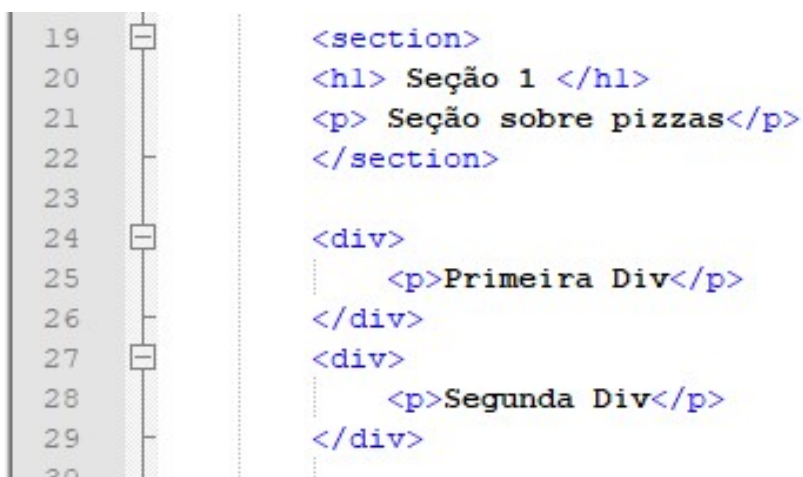 19 <section>
20 <h1> Seção 1 </h1>
21 <p> Seção sobre pizzas</p>
22 </section>
23
24 <div>
25 <p>Primeira Div</p>
26 </div>
27 <div>
28 <p>Segunda Div</p>
29 </div>